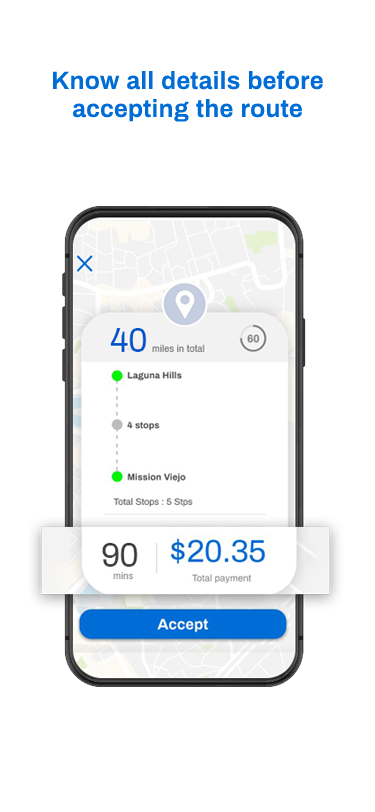 Know all details before
accepting the route
40 miles in total
60
Laguna Hills
4 stops
Mission Viejo
Total Stops : 5 Stps
90
mins
$20.35
Total payment
Accept